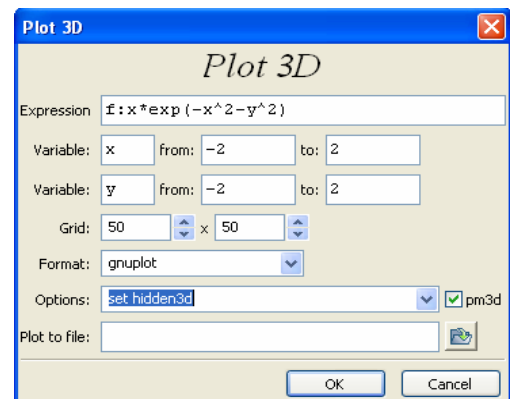 Plot 3D
Plot 3D
Expression f:x*exp(-x^2-y^2)
Variable: x from: -2 to: 2
Variable: y from: -2 to: 2
Grid: 50 x 50
Format: gnuplot
Options: set hidden3d pm3d
Plot to file:
OK Cancel